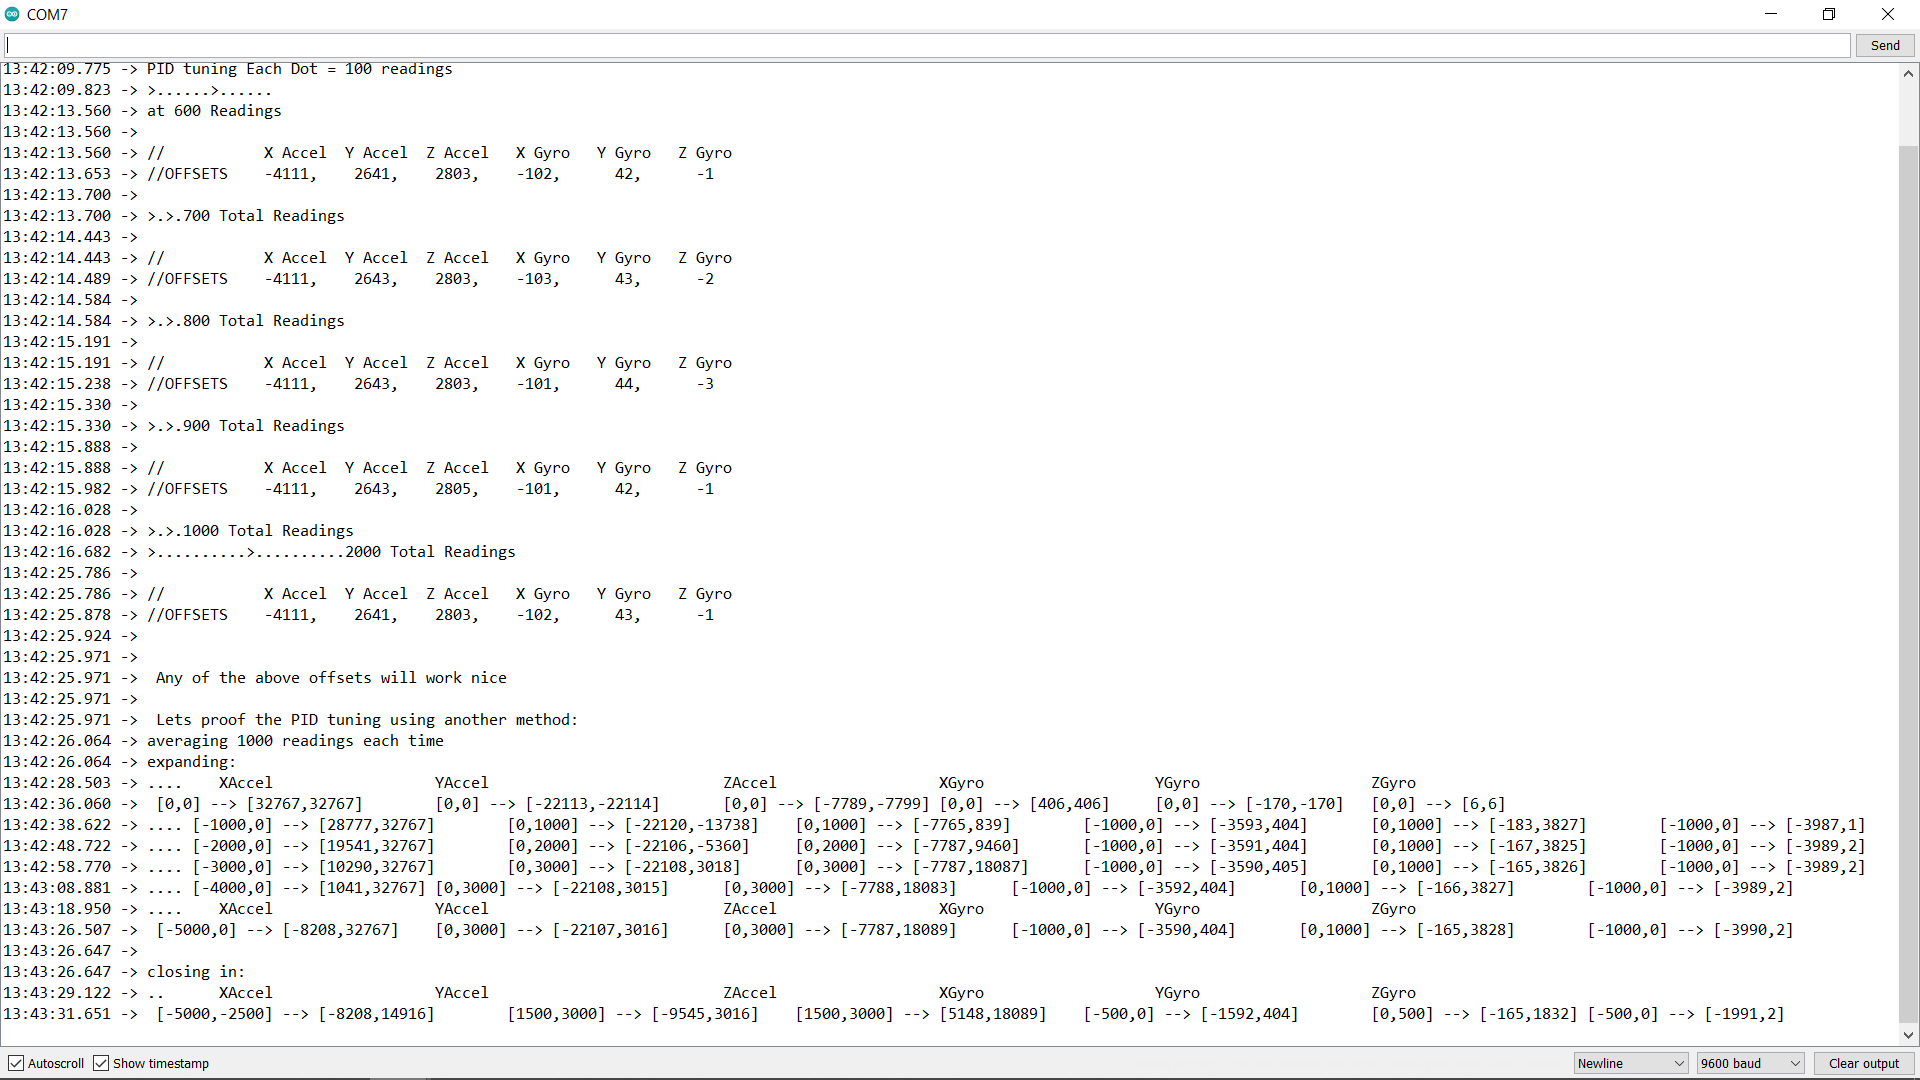 COM7
Send
13:42:09.775 -> PID tuning Each Dot = 100 readings
13:42:09.823 -> >......>......
13:42:13.560 -> at 600 Readings
13:42:13.560 ->
13:42:13.560 -> //           X Accel  Y Accel  Z Accel   X Gyro   Y Gyro   Z Gyro
13:42:13.653 -> //OFFSETS    -4111,    2641,    2803,    -102,      42,      -1
13:42:13.700 ->
13:42:13.700 -> >.>.700 Total Readings
13:42:14.443 ->
13:42:14.443 -> //           X Accel  Y Accel  Z Accel   X Gyro   Y Gyro   Z Gyro
13:42:14.489 -> //OFFSETS    -4111,    2643,    2803,    -103,      43,      -2
13:42:14.584 ->
13:42:14.584 -> >.>.800 Total Readings
13:42:15.191 ->
13:42:15.191 -> //           X Accel  Y Accel  Z Accel   X Gyro   Y Gyro   Z Gyro
13:42:15.238 -> //OFFSETS    -4111,    2643,    2803,    -101,      44,      -3
13:42:15.330 ->
13:42:15.330 -> >.>.900 Total Readings
13:42:15.888 ->
13:42:15.888 -> //           X Accel  Y Accel  Z Accel   X Gyro   Y Gyro   Z Gyro
13:42:15.982 -> //OFFSETS    -4111,    2643,    2805,    -101,      42,      -1
13:42:16.028 ->
13:42:16.028 -> >.>.1000 Total Readings
13:42:16.682 -> >..........>..........2000 Total Readings
13:42:25.786 ->
13:42:25.786 -> //           X Accel  Y Accel  Z Accel   X Gyro   Y Gyro   Z Gyro
13:42:25.878 -> //OFFSETS    -4111,    2641,    2803,    -102,      43,      -1
13:42:25.924 ->
13:42:25.971 ->
13:42:25.971 ->  Any of the above offsets will work nice
13:42:25.971 ->
13:42:25.971 ->  Lets proof the PID tuning using another method:
13:42:26.064 -> averaging 1000 readings each time
13:42:26.064 -> expanding:
13:42:28.503 -> ....    XAccel    YAccel    ZAccel    XGyro    YGyro    ZGyro
13:42:36.060 ->  [0,0] --> [32767,32767]    [0,0] --> [-22113,-22114]    [0,0] --> [-7789,-7799] [0,0] --> [406,406]    [0,0] --> [-170,-170]    [0,0] --> [6,6]
13:42:38.622 -> .... [-1000,0] --> [28777,32767]    [0,1000] --> [-22120,-13738]    [0,1000] --> [-7765,839]    [-1000,0] --> [-3593,404]    [0,1000] --> [-183,3827]    [-1000,0] --> [-3987,1]
13:42:48.722 -> .... [-2000,0] --> [19541,32767]    [0,2000] --> [-22106,-5360]    [0,2000] --> [-7787,9460]    [-1000,0] --> [-3591,404]    [0,1000] --> [-167,3825]    [-1000,0] --> [-3989,2]
13:42:58.770 -> .... [-3000,0] --> [10290,32767]    [0,3000] --> [-22108,3018]    [0,3000] --> [-7787,18087]    [-1000,0] --> [-3590,405]    [0,1000] --> [-165,3826]    [-1000,0] --> [-3989,2]
13:43:08.881 -> .... [-4000,0] --> [1041,32767] [0,3000] --> [-22108,3015]    [0,3000] --> [-7788,18083]    [-1000,0] --> [-3592,404]    [0,1000] --> [-166,3827]    [-1000,0] --> [-3989,2]
13:43:18.950 -> ....    XAccel    YAccel    ZAccel    XGyro    YGyro    ZGyro
13:43:26.507 ->  [-5000,0] --> [-8208,32767]    [0,3000] --> [-22107,3016]    [0,3000] --> [-7787,18089]    [-1000,0] --> [-3590,404]    [0,1000] --> [-165,3828]    [-1000,0] --> [-3990,2]
13:43:26.647 ->
13:43:26.647 -> closing in:
13:43:29.122 -> ..    XAccel    YAccel    ZAccel    XGyro    YGyro    ZGyro
13:43:31.651 ->  [-5000,-2500] --> [-8208,14916]    [1500,3000] --> [-9545,3016]    [1500,3000] --> [5148,18089]    [-500,0] --> [-1592,404]    [0,500] --> [-165,1832] [-500,0] --> [-1991,2]
Autoscroll Show timestamp Newline 9600 baud Clear output